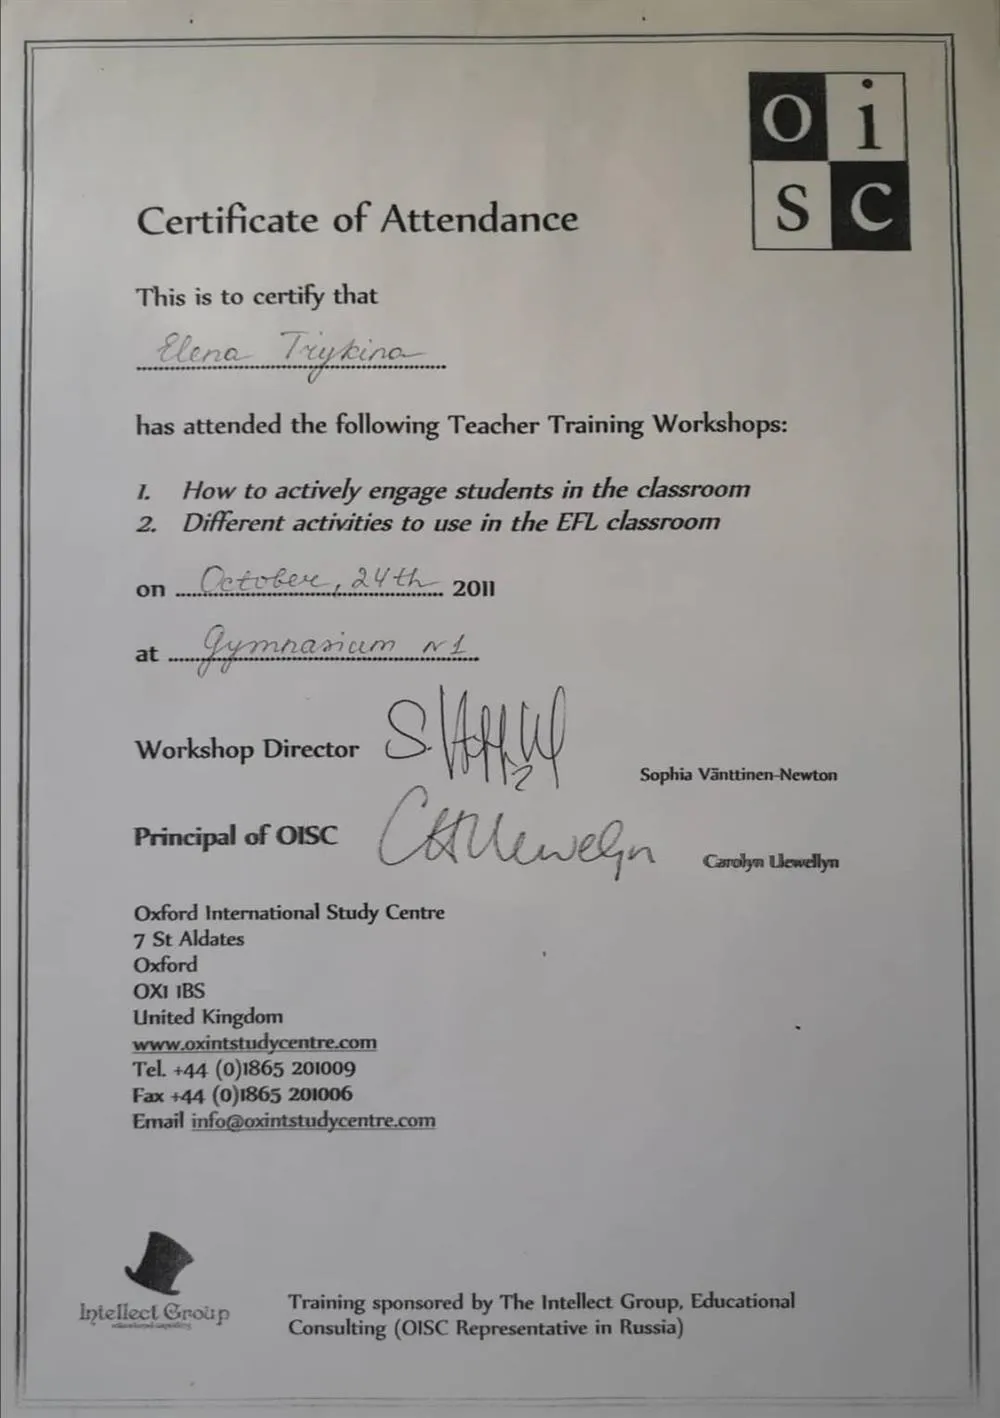 O i
S C
Certificate of Attendance
This is to certify that
Elena Trykina
has attended the following Teacher Training Workshops:
1. How to actively engage students in the classroom
2. Different activities to use in the EFL classroom
on October, 24th 2011
at Gymnasium N1
Workshop Director
Sophia Vänttinen-Newton
Principal of OISC CALlewellyn
Carolyn Llewellyn
Oxford International Study Centre
7 St Aldates
Oxford
OX1 1BS
United Kingdom
www.oxintstudycentre.com
Tel. +44 (0)1865 201009
Fax +44 (0)1865 201006
Email info@oxintstudycentre.com
Intellect Group
Training sponsored by The Intellect Group, Educational
Consulting (OISC Representative in Russia)